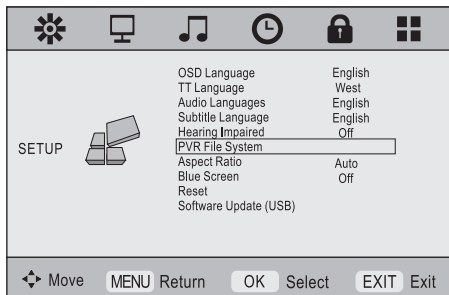 OSD Language English
TT Language West
Audio Languages English
Subtitle Language English
Hearing Impaired Off
SETUP
PVR File System
Aspect Ratio Auto
Blue Screen Off
Reset
Software Update (USB)
Move MENU Return OK Select EXIT Exit